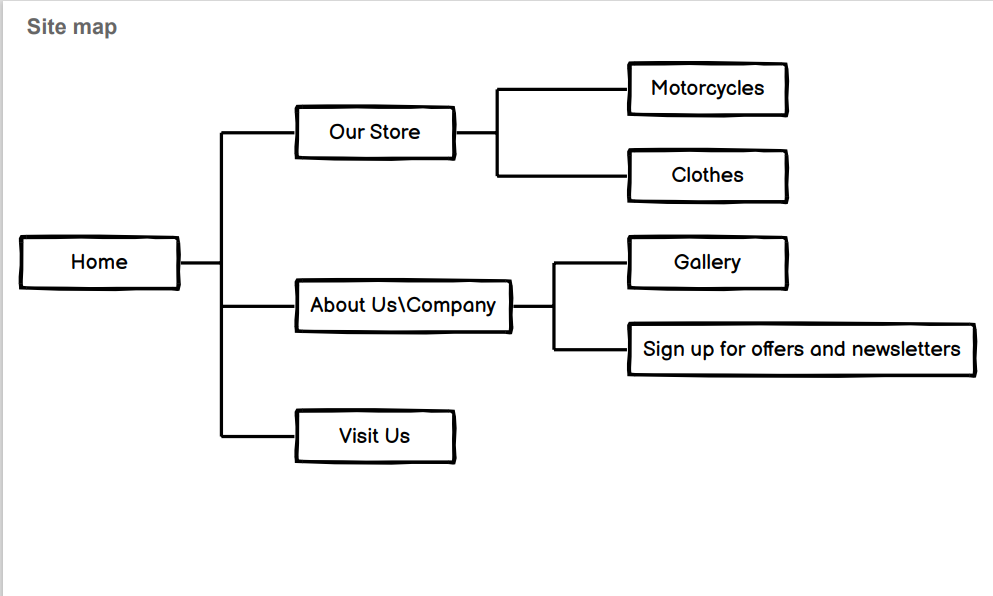 Site map
Motorcycles
Our Store
Clothes
Home
Gallery
About Us\Company
Sign up for offers and newsletters
Visit Us